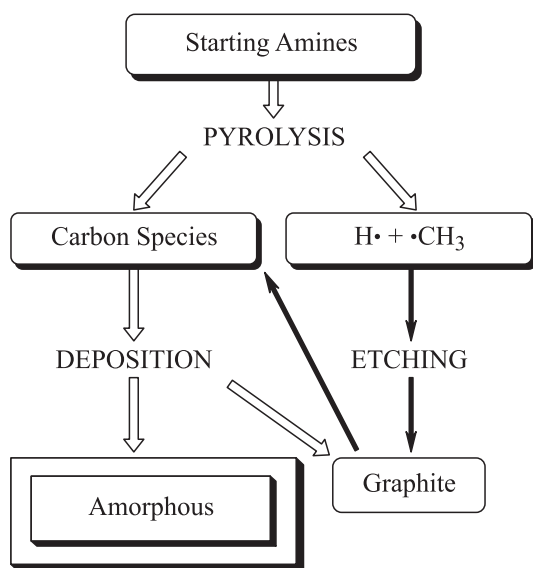 Starting Amines
PYROLYSIS
Carbon Species
H• + •CH₃
DEPOSITION
ETCHING
Amorphous
Graphite